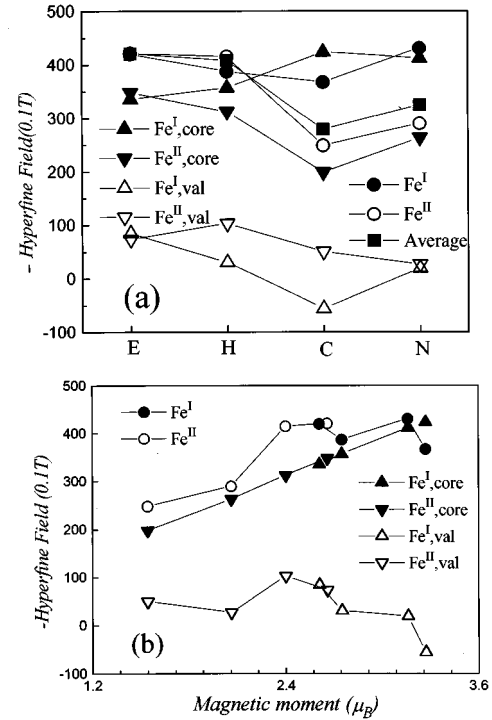 500
400
300
200
100
0
-100
− Hyperfine Field(0.1T)
Fe^I,core
Fe^II,core
Fe^I,val
Fe^II,val
Fe^I
Fe^II
Average
(a)
E H C N
500
400
300
200
100
0
-100
-Hyperfine Field (0.1T)
Fe^I
Fe^II
Fe^I,core
Fe^II,core
Fe^I,val
Fe^II,val
(b)
1.2 2.4 3.6
Magnetic moment (μ_B)